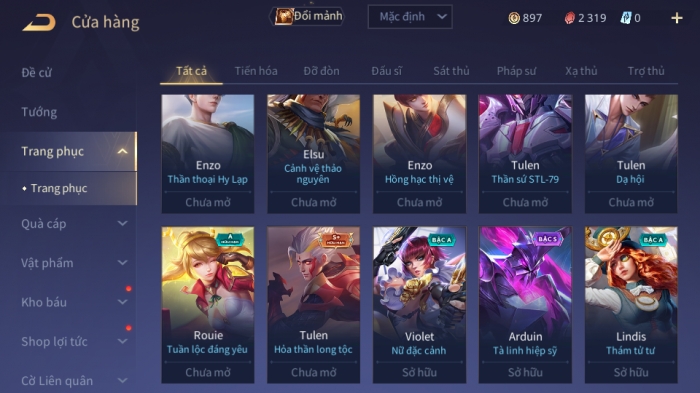 Cửa hàng
Đổi mảnh
Mặc định
897
2 319
0
Đề cử
Tướng
Trang phục
Trang phục
Quà cáp
Vật phẩm
Kho báu
Shop lợi tức
Cờ Liên quân
Tất cả
Tiến hóa
Đỡ đòn
Đấu sĩ
Sát thủ
Pháp sư
Xạ thủ
Trợ thủ
Enzo
Thần thoại Hy Lạp
Chưa mở
Elsu
Cảnh vệ thảo
nguyên
Chưa mở
Enzo
Hồng hạc thị vệ
Chưa mở
Tulen
Thần sứ STL-79
Chưa mở
Tulen
Dạ hội
Chưa mở
A
HỮU HẠN
Rouie
Tuần lộc đáng yêu
Chưa mở
S+
HỮU HẠN
Tulen
Hỏa thần long tộc
Chưa mở
BẬC A
Violet
Nữ đặc cảnh
Sở hữu
BẬC S
Arduin
Tà linh hiệp sỹ
Sở hữu
BẬC A
Lindis
Thám tử tư
Sở hữu